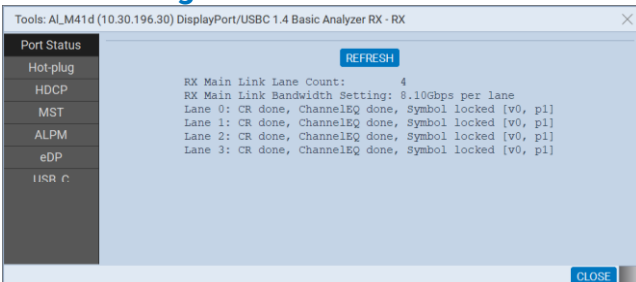 Tools: Al_M41d (10.30.196.30) DisplayPort/USBC 1.4 Basic Analyzer RX - RX
Port Status
Hot-plug
HDCP
MST
ALPM
eDP
USB C
REFRESH
RX Main Link Lane Count: 4
RX Main Link Bandwidth Setting: 8.10Gbps per lane
Lane 0: CR done, ChannelEQ done, Symbol locked [v0, p1]
Lane 1: CR done, ChannelEQ done, Symbol locked [v0, p1]
Lane 2: CR done, ChannelEQ done, Symbol locked [v0, p1]
Lane 3: CR done, ChannelEQ done, Symbol locked [v0, p1]
CLOSE